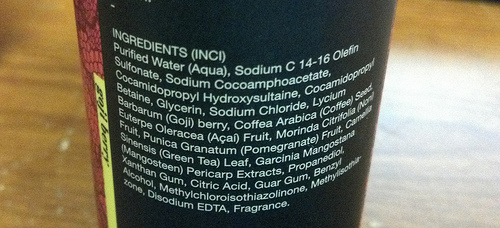 INGREDIENTS (INCI)
Purified Water (Aqua), Sodium C 14-16 Olefin
Sulfonate, Sodium Cocoamphoacetate,
Cocamidopropyl Hydroxysultaine, Cocamidopropyl
Betaine, Glycerin, Sodium Chloride, Lycium
Barbarum (Goji) berry, Coffea Arabica (Coffee) Seed,
Euterpe Oleracea (Açai) Fruit, Morinda Citrifolia (Noni)
Fruit, Punica Granatum (Pomegranate) Fruit, Camellia
Sinensis (Green Tea) Leaf, Garcinia Mangostana
(Mangosteen) Pericarp Extracts, Propanediol,
Xanthan Gum, Citric Acid, Guar Gum, Benzyl
Alcohol, Methylchloroisothiazolinone, Methylisothia-
zone, Disodium EDTA, Fragrance.
goji berry